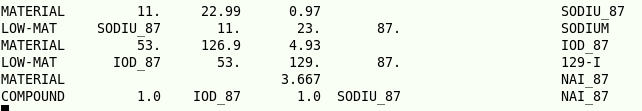 MATERIAL 11. 22.99 0.97 SODIU_87
LOW-MAT SODIU_87 11. 23. 87. SODIUM
MATERIAL 53. 126.9 4.93 IOD_87
LOW-MAT IOD_87 53. 129. 87. 129-I
MATERIAL 3.667 NAI_87
COMPOUND 1.0 IOD_87 1.0 SODIU_87 NAI_87